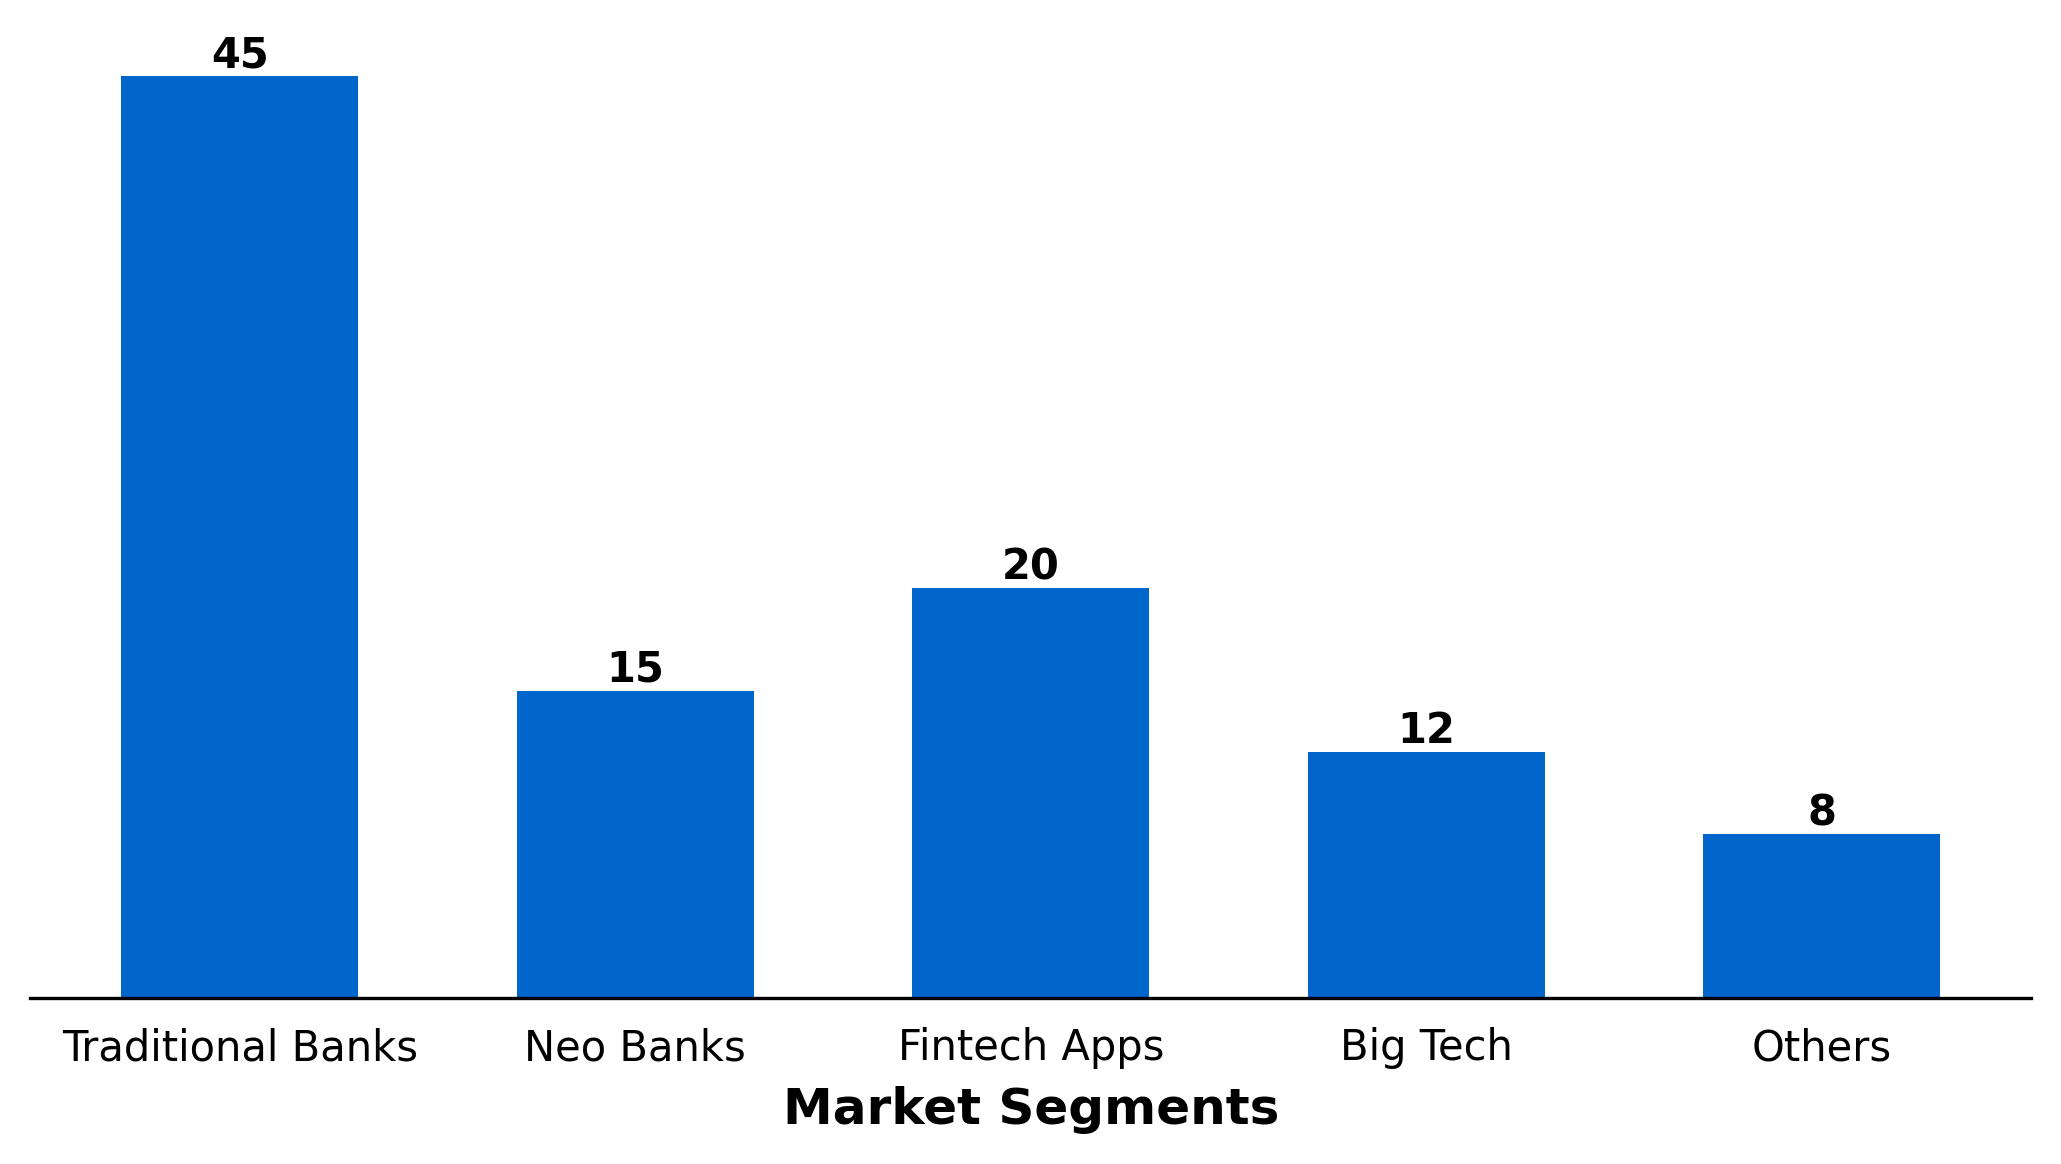 45
15
20
12
8
Traditional Banks
Neo Banks
Fintech Apps
Big Tech
Others
Market Segments